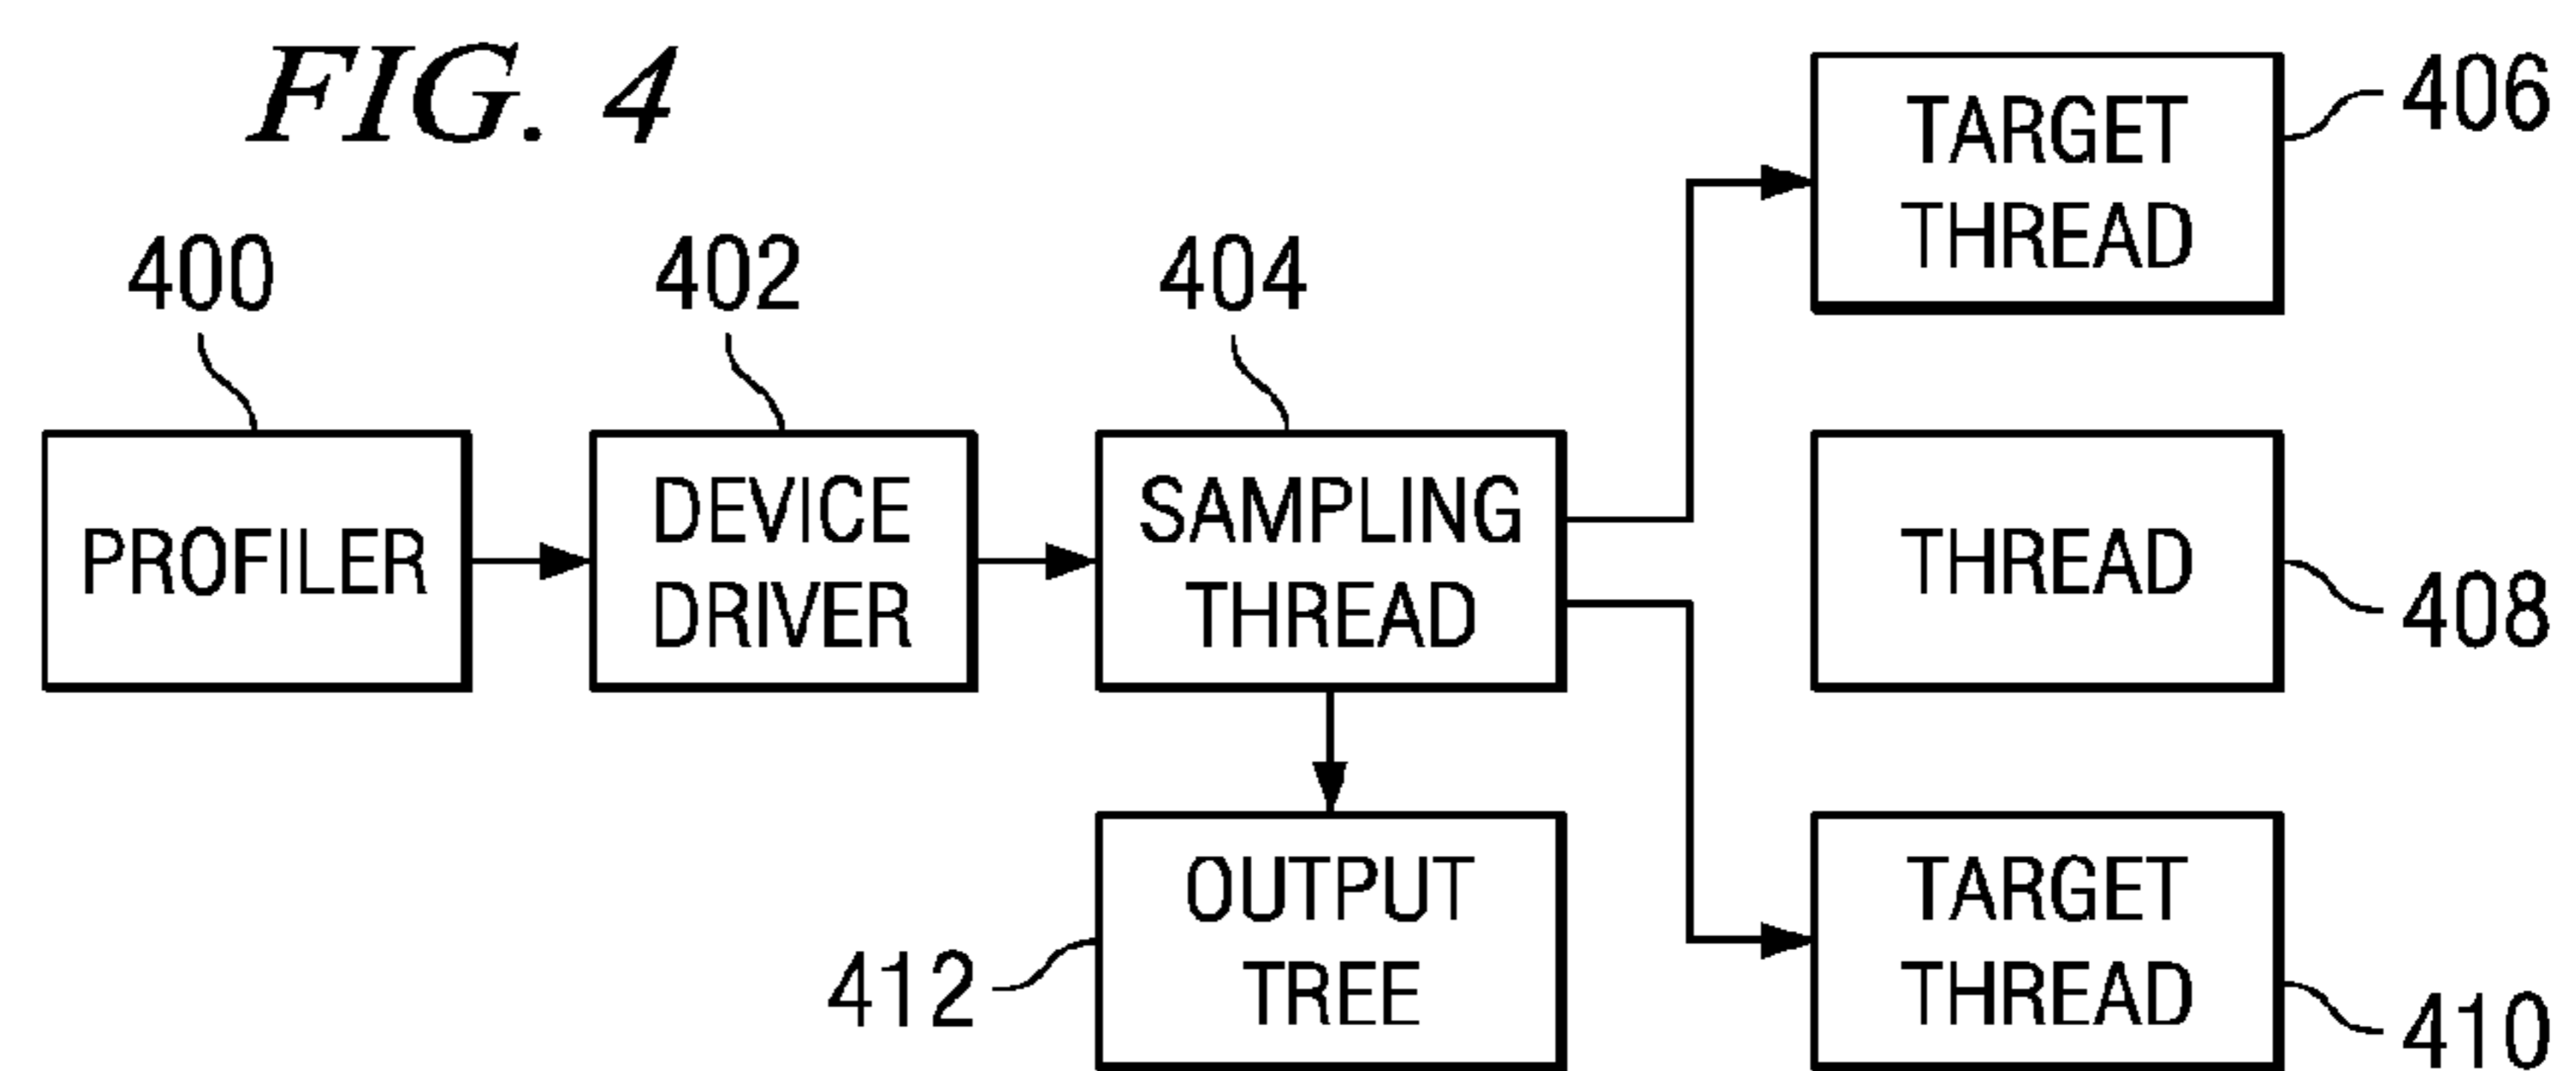 FIG. 4
400
402
404
406
TARGET
THREAD
PROFILER
DEVICE
DRIVER
SAMPLING
THREAD
THREAD
408
OUTPUT
TREE
412
TARGET
THREAD
410